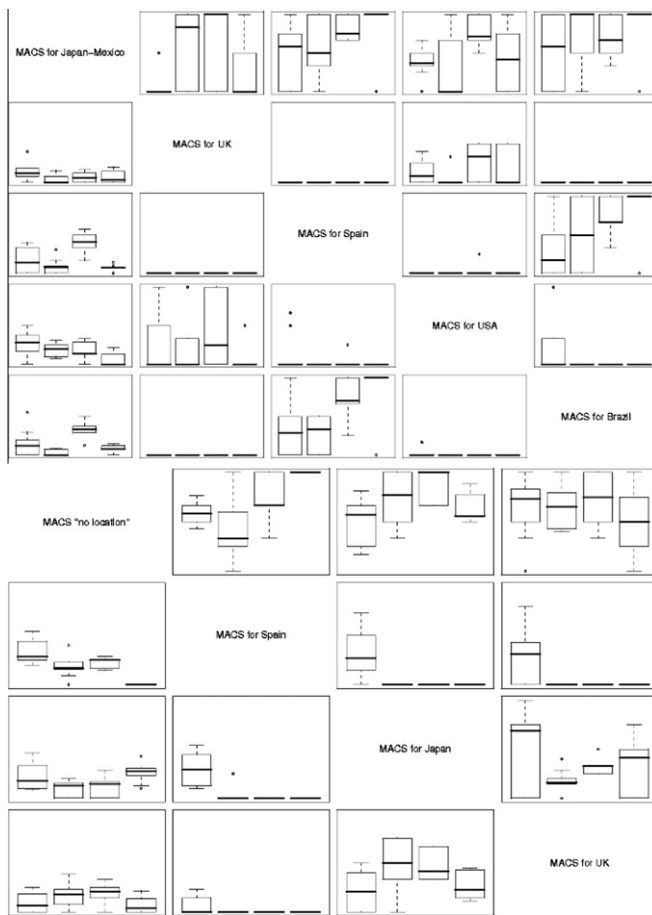 MACS for Japan-Mexico
MACS for UK
MACS for Spain
MACS for USA
MACS for Brazil
MACS "no location"
MACS for Spain
MACS for Japan
MACS for UK